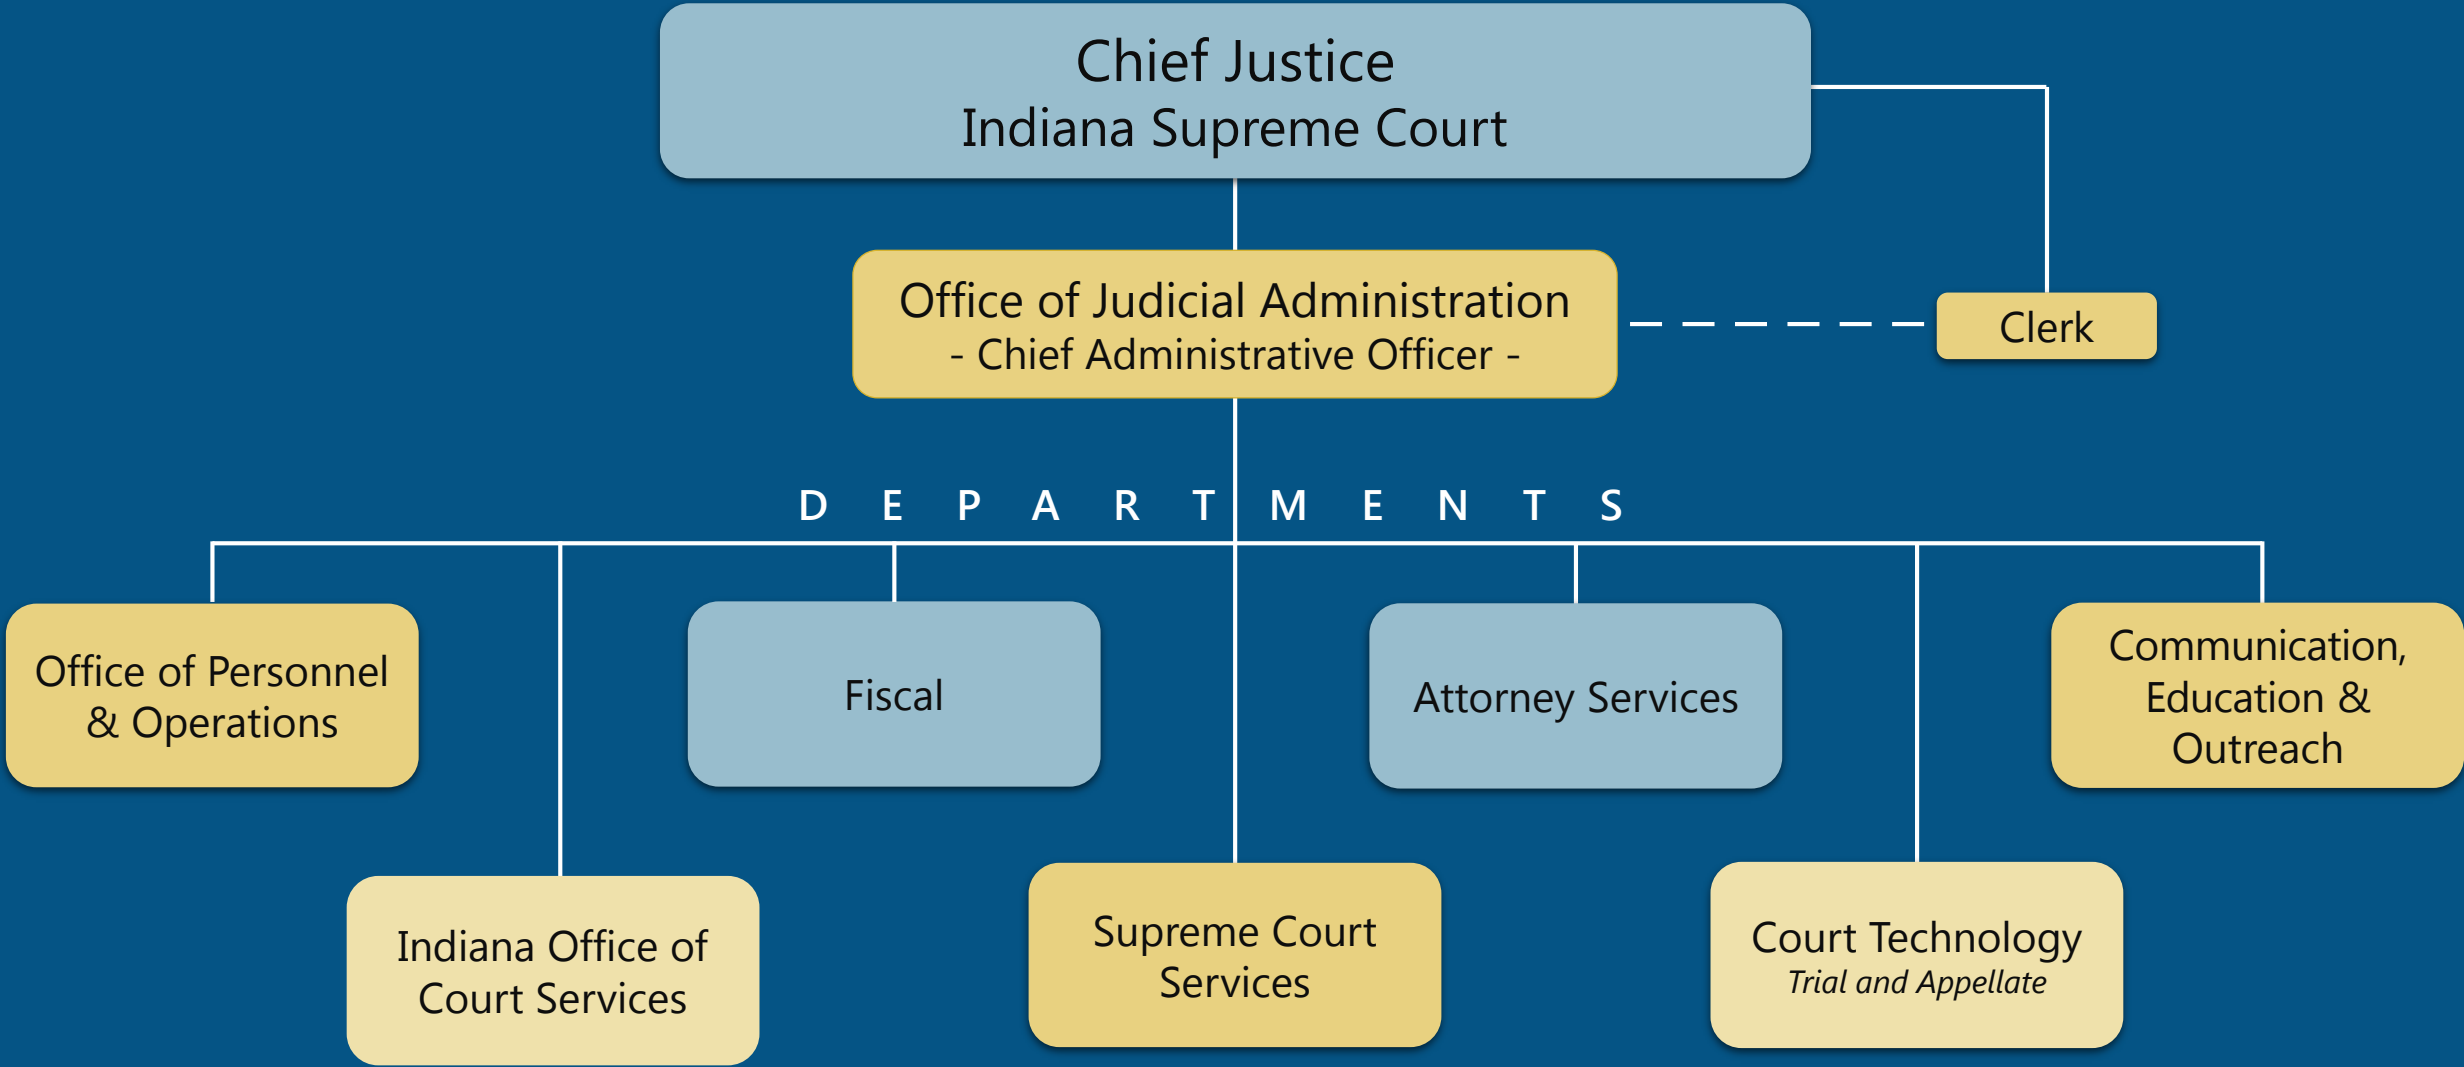 Chief Justice
Indiana Supreme Court
Office of Judicial Administration
- Chief Administrative Officer -
Clerk
DEPARTMENTS
Office of Personnel
& Operations
Fiscal
Attorney Services
Communication,
Education &
Outreach
Indiana Office of
Court Services
Supreme Court
Services
Court Technology
Trial and Appellate